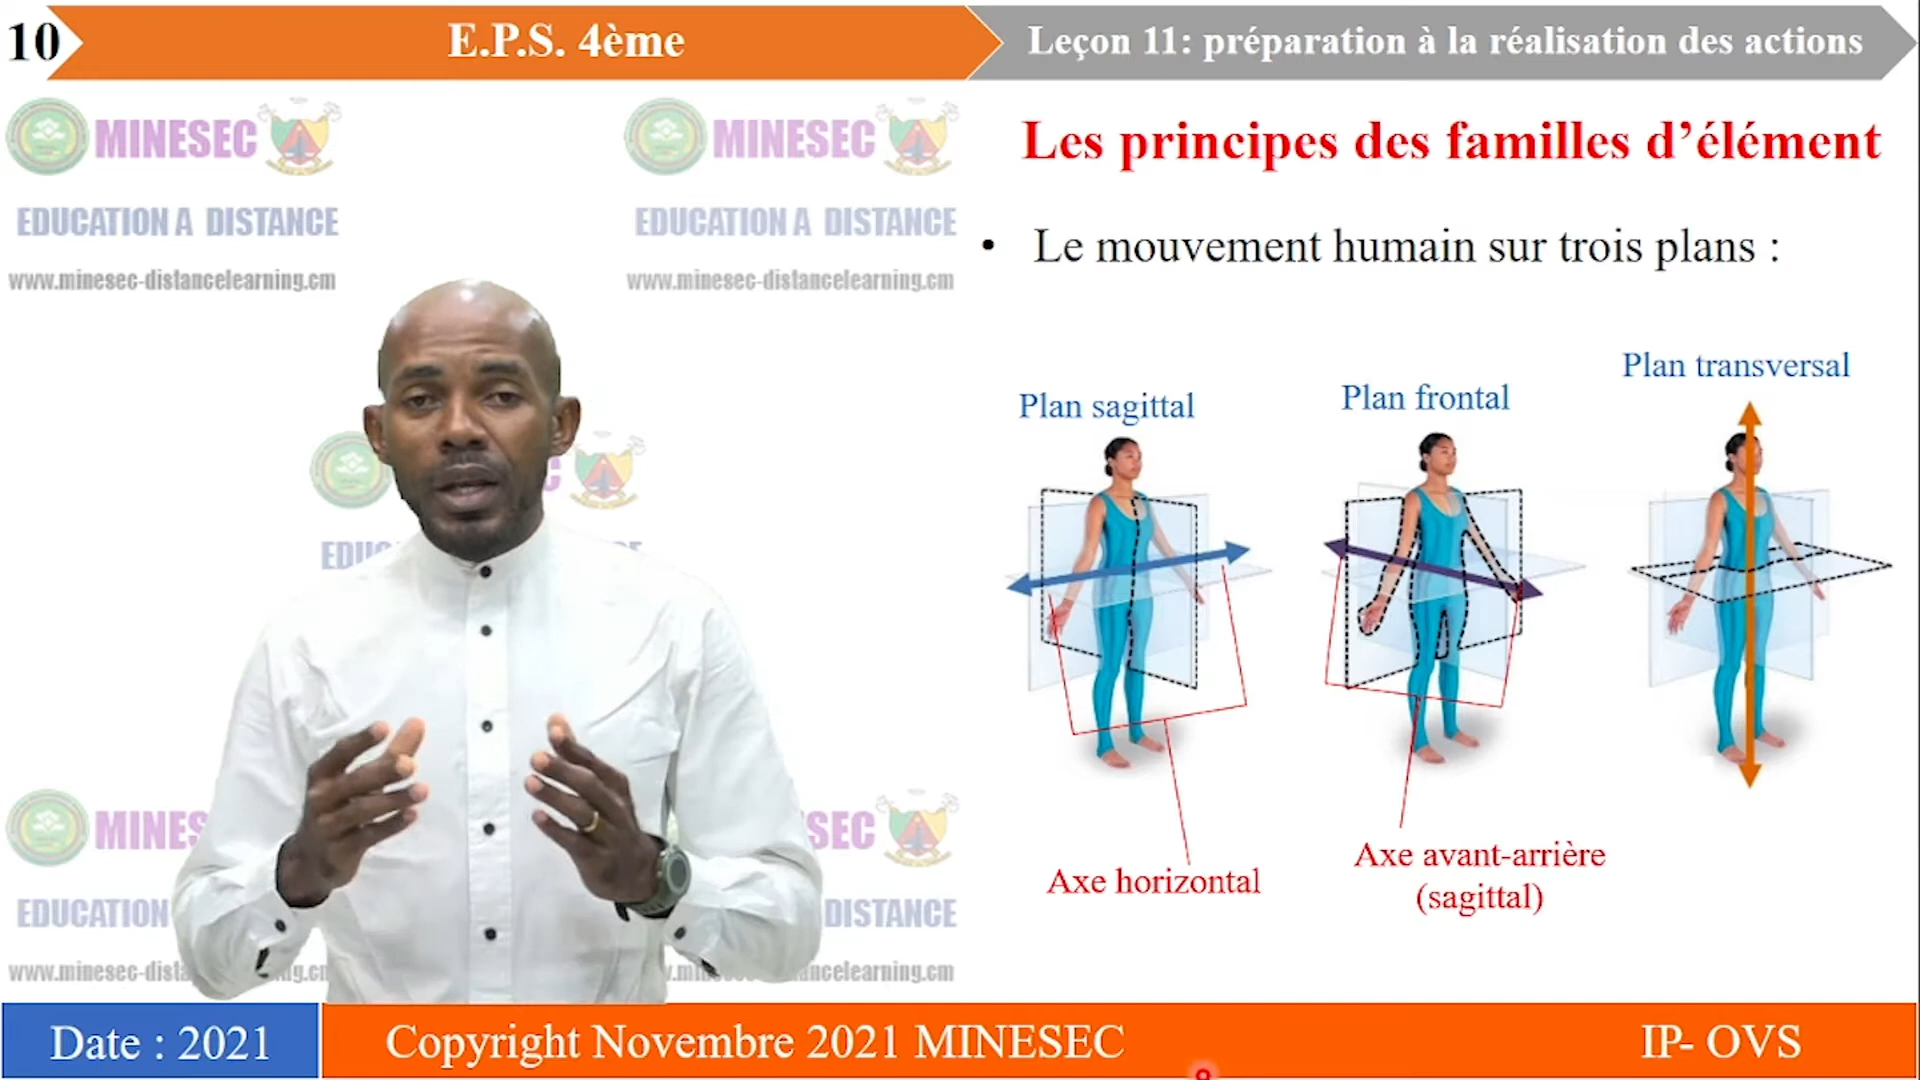 10
E.P.S. 4ème
Leçon 11: préparation à la réalisation des actions
MINESEC
EDUCATION A DISTANCE
www.minesec-distancelearning.cm
MINESEC
EDUCATION A DISTANCE
www.minesec-distancelearning.cm
Les principes des familles d’élément
• Le mouvement humain sur trois plans :
Plan sagittal
Plan frontal
Plan transversal
Axe horizontal
Axe avant-arrière
(sagittal)
Date : 2021
Copyright Novembre 2021 MINESEC
IP- OVS